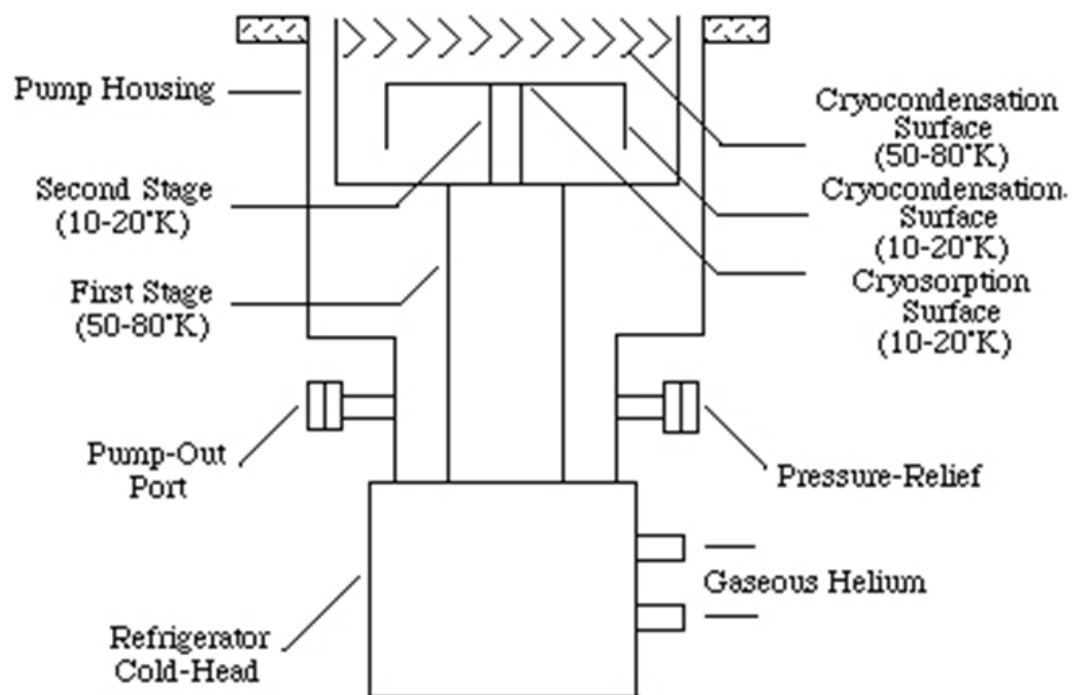 Pump Housing
Second Stage
(10-20°K)
First Stage
(50-80°K)
Pump-Out
Port
Refrigerator
Cold-Head
Cryocondensation
Surface
(50-80°K)
Cryocondensation
Surface
(10-20°K)
Cryosorption
Surface
(10-20°K)
Pressure-Relief
Gaseous Helium